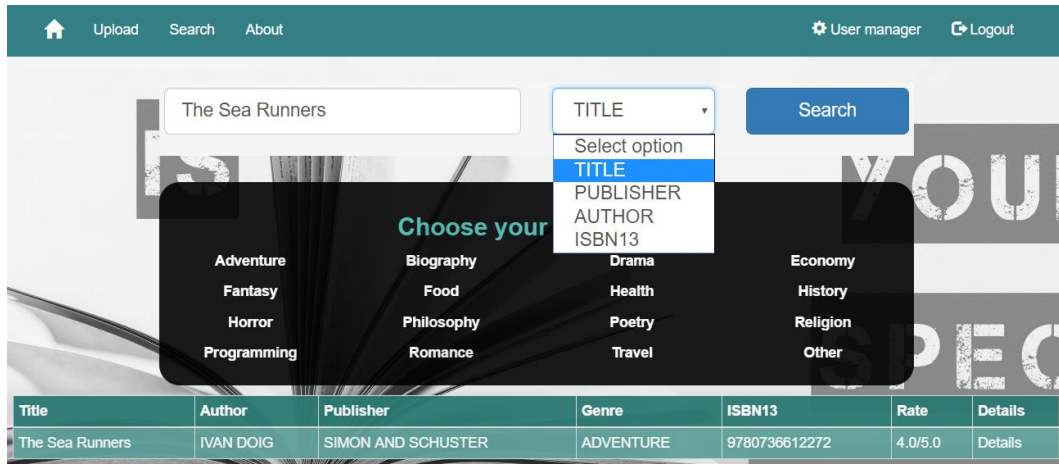 Upload Search About User manager Logout
The Sea Runners TITLE Search
Select option
TITLE
PUBLISHER
AUTHOR
ISBN13
IS
YOU
Choose your
Adventure Biography Drama Economy
Fantasy Food Health History
Horror Philosophy Poetry Religion
Programming Romance Travel Other
SPEC
Title Author Publisher Genre ISBN13 Rate Details
The Sea Runners IVAN DOIG SIMON AND SCHUSTER ADVENTURE 9780736612272 4.0/5.0 Details